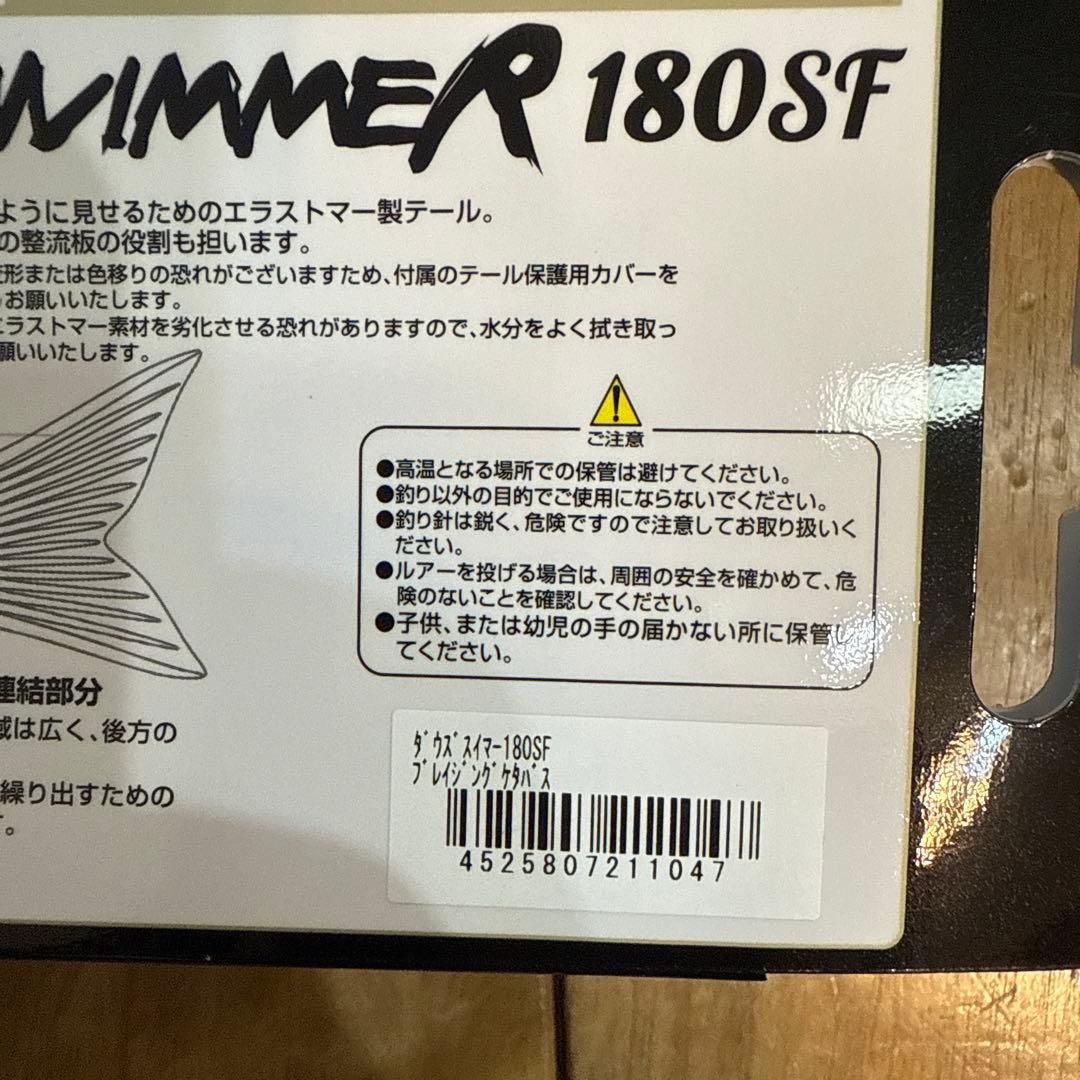 WIMMER 180SF
ように見せるためのエラストマー製テール。
の整流板の役割も担います。
形または色移りの恐れがございますため、付属のテール保護用カバーを
お願いいたします。
エラストマー素材を劣化させる恐れがありますので、水分をよく拭き取っ
願いいたします。
ご注意
●高温となる場所での保管は避けてください。
●釣り以外の目的でご使用にならないでください。
●釣り針は鋭く、危険ですので注意してお取り扱いく
ださい。
●ルアーを投げる場合は、周囲の安全を確かめて、危
険のないことを確認してください。
●子供、または幼児の手の届かない所に保管し
てください。
連結部分
域は広く、後方の
繰り出すための
す。
ﾀﾞｳｽﾞｽｲﾏｰ180SF
ﾌﾞﾚｲｼﾞﾝｸﾞｹﾀﾊﾞｽ
4525807211047